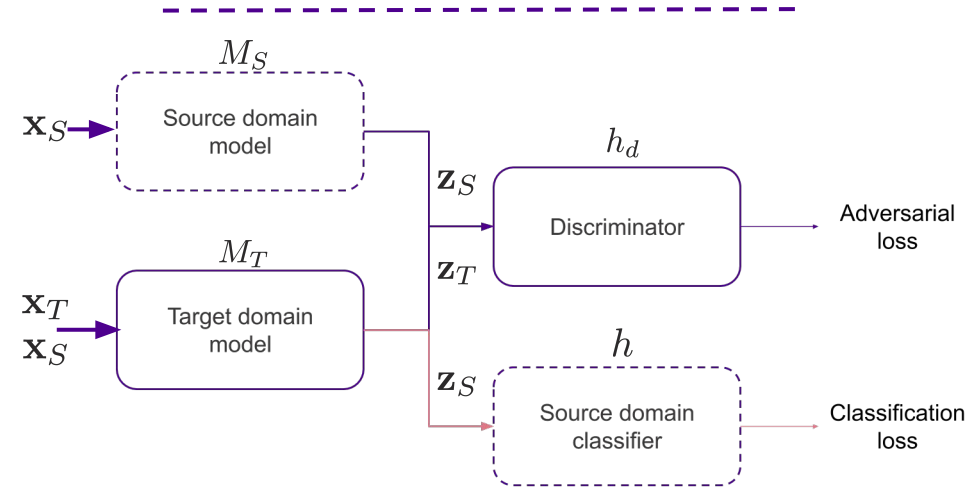 M_S
x_S
Source domain
model
h_d
z_S
Discriminator
Adversarial
loss
M_T
z_T
x_T
x_S
Target domain
model
h
z_S
Source domain
classifier
Classification
loss